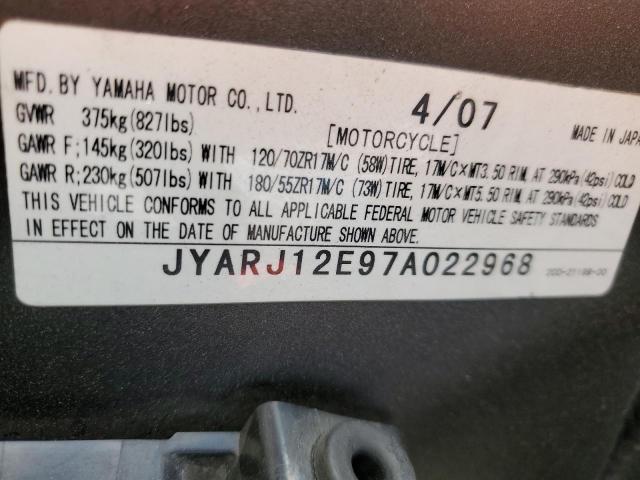 MFD.BY YAMAHA MOTOR CO.,LTD. 4/07
GVWR 375kg(827lbs) [MOTORCYCLE] MADE IN JAPA
GAWR F;145kg(320lbs) WITH 120/70ZR17M/C (58W)TIRE, 17M/C×MT3.50 RIM, AT 290kPa(42psi)COLD
GAWR R;230kg(507lbs) WITH 180/55ZR17M/C (73W)TIRE, 17M/C×MT5.50 RIM, AT 290kPa(42psi)COLD
THIS VEHICLE CONFORMS TO ALL APPLICABLE FEDERAL MOTOR VEHICLE SAFETY STANDARDS
IN EFFECT ON THE DATE OF MANUFACTURE SHOWN ABOVE.
JYARJ12E97A022968